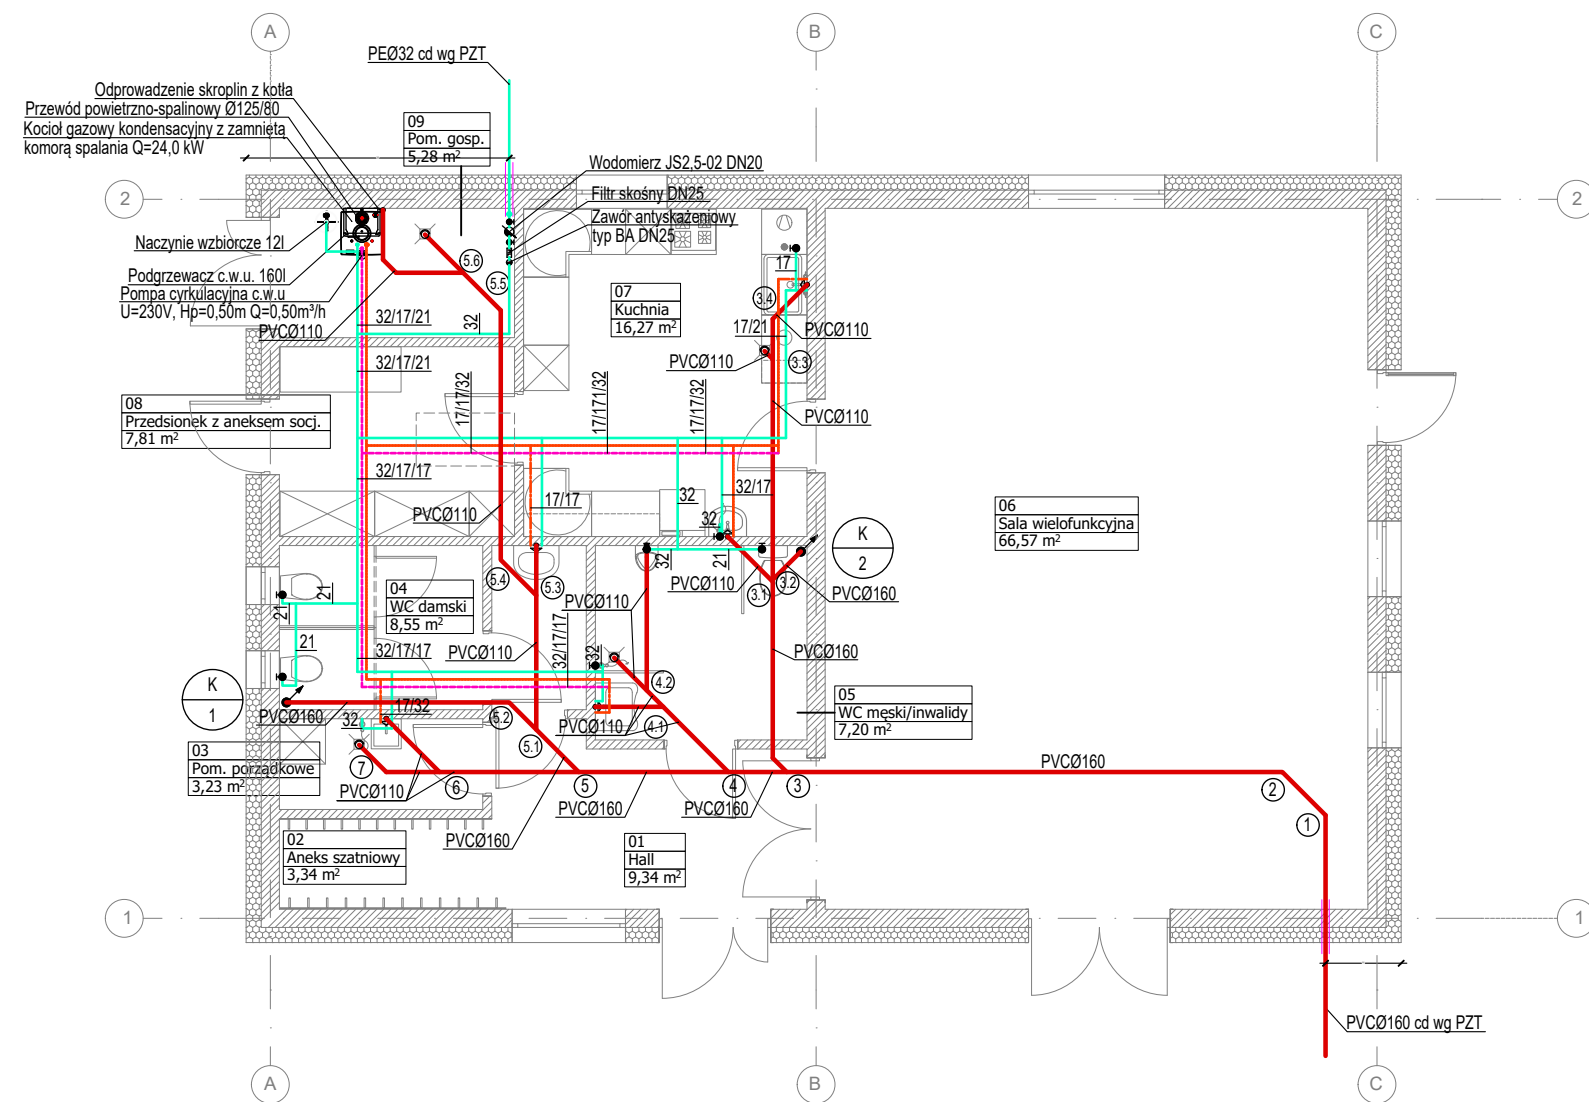 A
B
C
PEØ32 cd wg PZT
Odprowadzenie skroplin z kotła
Przewód powietrzno-spalinowy Ø125/80
Kocioł gazowy kondensacyjny z zamniętą
komorą spalania Q=24,0 kW
09
Pom. gosp.
5,28 m²
Wodomierz JS2,5-02 DN20
Filtr skośny DN25
Zawór antyskażeniowy
typ BA DN25
2
2
Naczynie wzbiorcze 12l
Podgrzewacz c.w.u. 160l
Pompa cyrkulacyjna c.w.u
U=230V, Hp=0,50m Q=0,50m³/h
PVCØ110
5.6
5.5
32/17/21
32
07
Kuchnia
16,27 m²
17
3.4
17/21
PVCØ110
3.3
PVCØ110
32/17/21
17/17/32
17/171/32
17/17/32
PVCØ110
08
Przedsionek z aneksem socj.
7,81 m²
32/17/17
PVCØ110
17/17
32
32/17
32
06
Sala wielofunkcyjna
66,57 m²
K
2
32
21
PVCØ110
3.1
3.2
PVCØ160
5.4
5.3
04
WC damski
8,55 m²
21
21
21
PVCØ110
32/17/17
PVCØ110
32/17/17
32
PVCØ160
4.2
K
1
PVCØ160
17/32
32
5.2
5.1
PVCØ110
4.1
05
WC męski/inwalidy
7,20 m²
03
Pom. porządkowe
3,23 m²
7
PVCØ110
6
5
PVCØ160
4
PVCØ160
3
PVCØ160
2
1
PVCØ160
02
Aneks szatniowy
3,34 m²
01
Hall
9,34 m²
1
1
PVCØ160 cd wg PZT
A
B
C